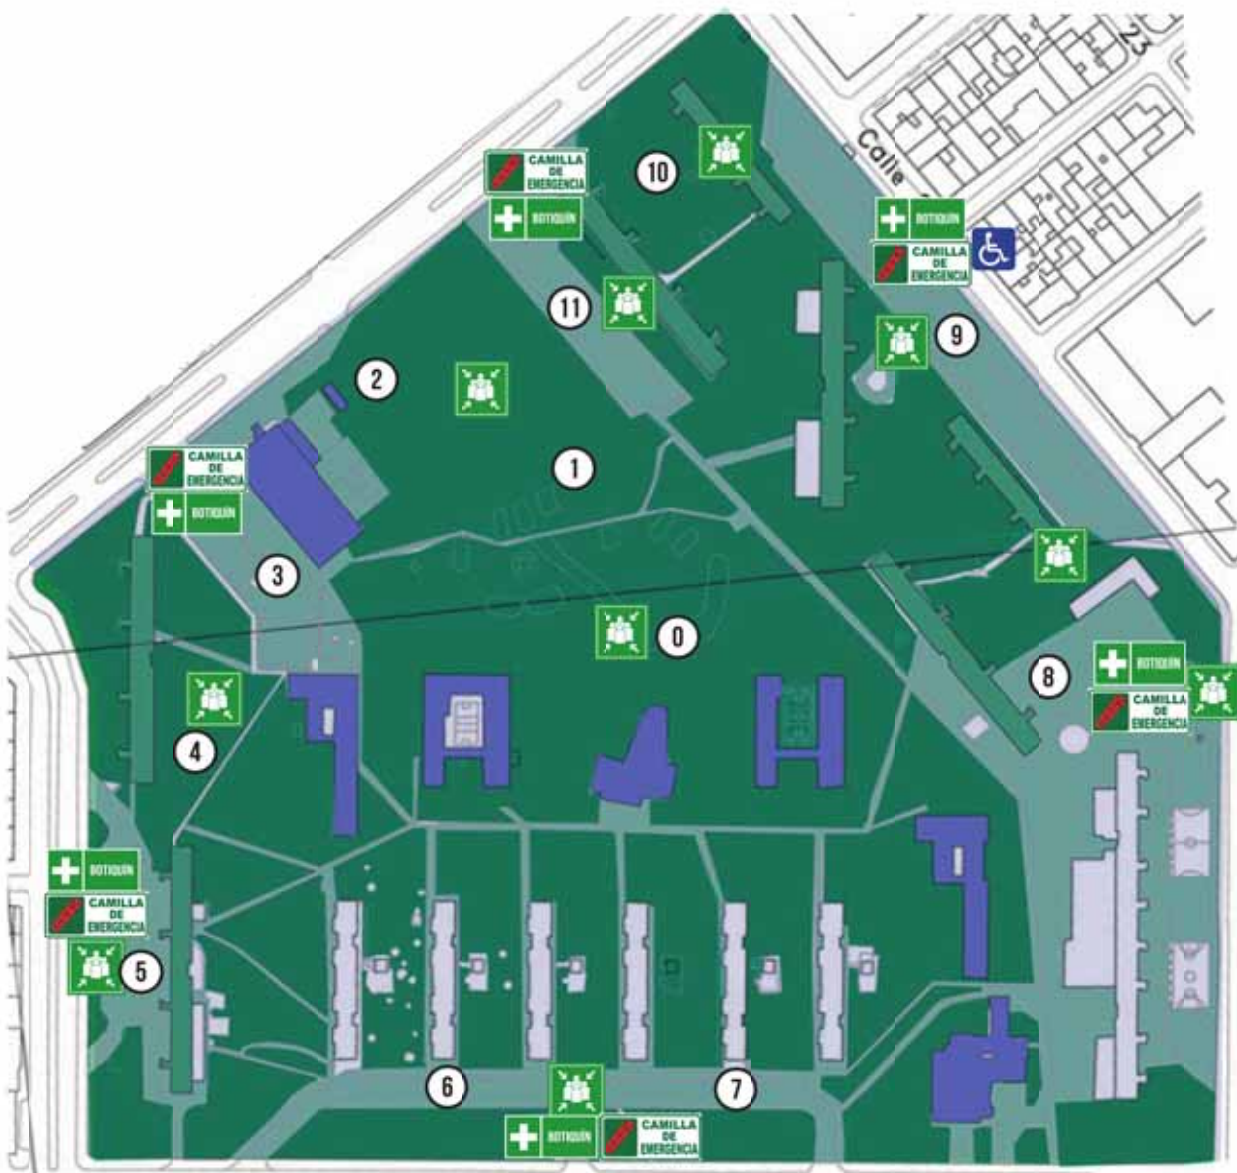 23
Calle
CAMILLA
DE
EMERGENCIA
BOTIQUÍN
10
BOTIQUÍN
CAMILLA
DE
EMERGENCIA
11
9
2
1
CAMILLA
DE
EMERGENCIA
BOTIQUÍN
3
0
8
BOTIQUÍN
CAMILLA
DE
EMERGENCIA
4
BOTIQUÍN
CAMILLA
DE
EMERGENCIA
5
6
7
BOTIQUÍN
CAMILLA
DE
EMERGENCIA